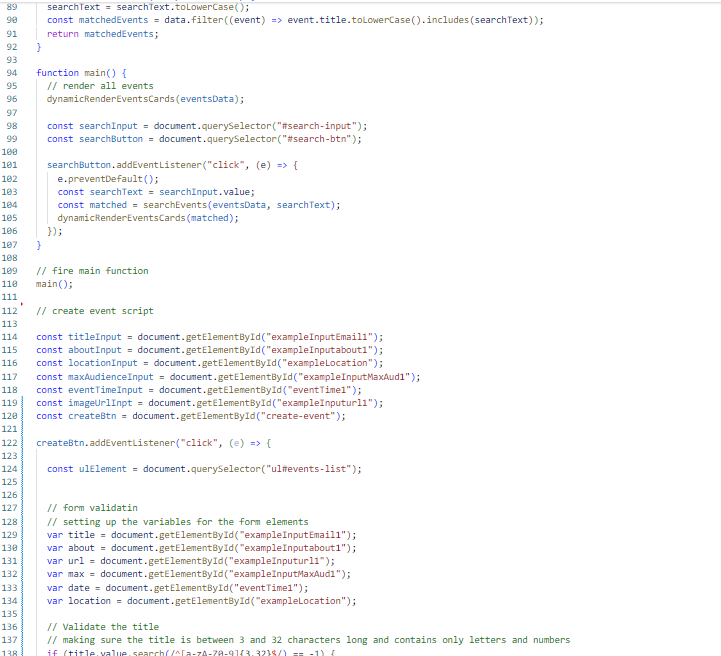 89 searchText = searchText.toLowerCase();
90 const matchedEvents = data.filter((event) => event.title.toLowerCase().includes(searchText));
91 return matchedEvents;
92 }
93
94 function main() {
95 // render all events
96 dynamicRenderEventsCards(eventsData);
97
98 const searchInput = document.querySelector("#search-input");
99 const searchButton = document.querySelector("#search-btn");
100
101 searchButton.addEventListener("click", (e) => {
102 e.preventDefault();
103 const searchText = searchInput.value;
104 const matched = searchEvents(eventsData, searchText);
105 dynamicRenderEventsCards(matched);
106 });
107 }
108
109 // fire main function
110 main();
111
112 // create event script
113
114 const titleInput = document.getElementById("exampleInputEmail1");
115 const aboutInput = document.getElementById("exampleInputabout1");
116 const locationInput = document.getElementById("exampleLocation");
117 const maxAudienceInput = document.getElementById("exampleInputMaxAud1");
118 const eventTimeInput = document.getElementById("eventTime1");
119 const imageUrlInpt = document.getElementById("exampleInputurl1");
120 const createBtn = document.getElementById("create-event");
121
122 createBtn.addEventListener("click", (e) => {
123
124 const ulElement = document.querySelector("ul#events-list");
125
126
127 // form validatin
128 // setting up the variables for the form elements
129 var title = document.getElementById("exampleInputEmail1");
130 var about = document.getElementById("exampleInputabout1");
131 var url = document.getElementById("exampleInputurl1");
132 var max = document.getElementById("exampleInputMaxAud1");
133 var date = document.getElementById("eventTime1");
134 var location = document.getElementById("exampleLocation");
135
136 // Validate the title
137 // making sure the title is between 3 and 32 characters long and contains only letters and numbers
138 if (title.value.search(/^[a-zA-Z0-9]{3,32}$/) == -1) {